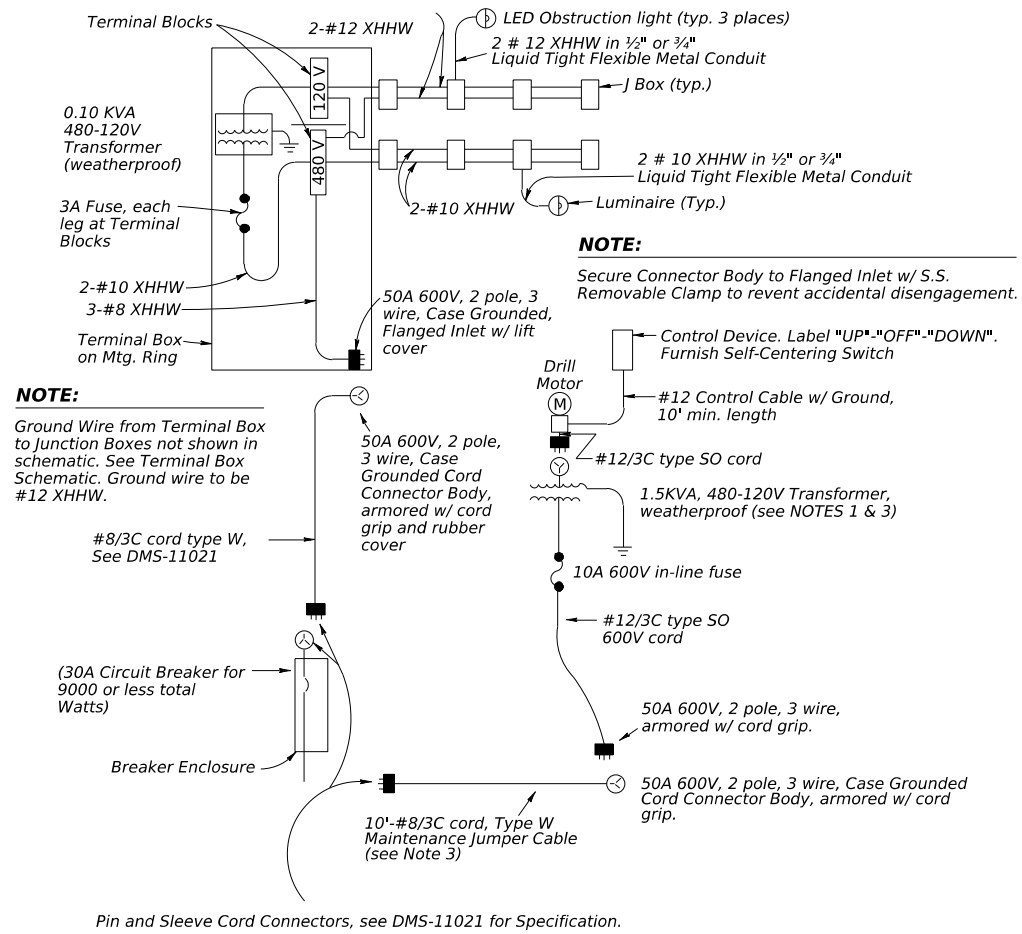 Terminal Blocks
2-#12 XHHW
LED Obstruction light (typ. 3 places)
2 # 12 XHHW in ½" or ¾"
Liquid Tight Flexible Metal Conduit
J Box (typ.)
120 V
0.10 KVA
480-120V
Transformer
(weatherproof)
480 V
2 # 10 XHHW in ½" or ¾"
Liquid Tight Flexible Metal Conduit
2-#10 XHHW
Luminaire (Typ.)
3A Fuse, each
leg at Terminal
Blocks
NOTE:
Secure Connector Body to Flanged Inlet w/ S.S.
Removable Clamp to revent accidental disengagement.
2-#10 XHHW
3-#8 XHHW
50A 600V, 2 pole, 3
wire, Case Grounded,
Flanged Inlet w/ lift
cover
Terminal Box
on Mtg. Ring
Control Device. Label "UP"-"OFF"-"DOWN".
Furnish Self-Centering Switch
Drill
Motor
M
#12 Control Cable w/ Ground,
10' min. length
NOTE:
Ground Wire from Terminal Box
to Junction Boxes not shown in
schematic. See Terminal Box
Schematic. Ground wire to be
#12 XHHW.
50A 600V, 2 pole,
3 wire, Case
Grounded Cord
Connector Body,
armored w/ cord
grip and rubber
cover
#12/3C type SO cord
1.5KVA, 480-120V Transformer,
weatherproof (see NOTES 1 & 3)
#8/3C cord type W,
See DMS-11021
10A 600V in-line fuse
#12/3C type SO
600V cord
(30A Circuit Breaker for
9000 or less total
Watts)
50A 600V, 2 pole, 3 wire,
armored w/ cord grip.
Breaker Enclosure
50A 600V, 2 pole, 3 wire, Case Grounded
Cord Connector Body, armored w/ cord
grip.
10'-#8/3C cord, Type W
Maintenance Jumper Cable
(see Note 3)
Pin and Sleeve Cord Connectors, see DMS-11021 for Specification.